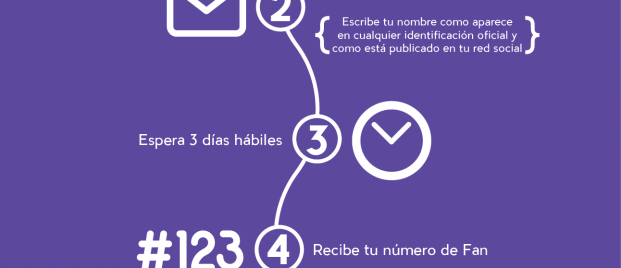 2
Escribe tu nombre como aparece
en cualquier identificación oficial y
como está publicado en tu red social
Espera 3 días hábiles
3
#123
4
Recibe tu número de Fan